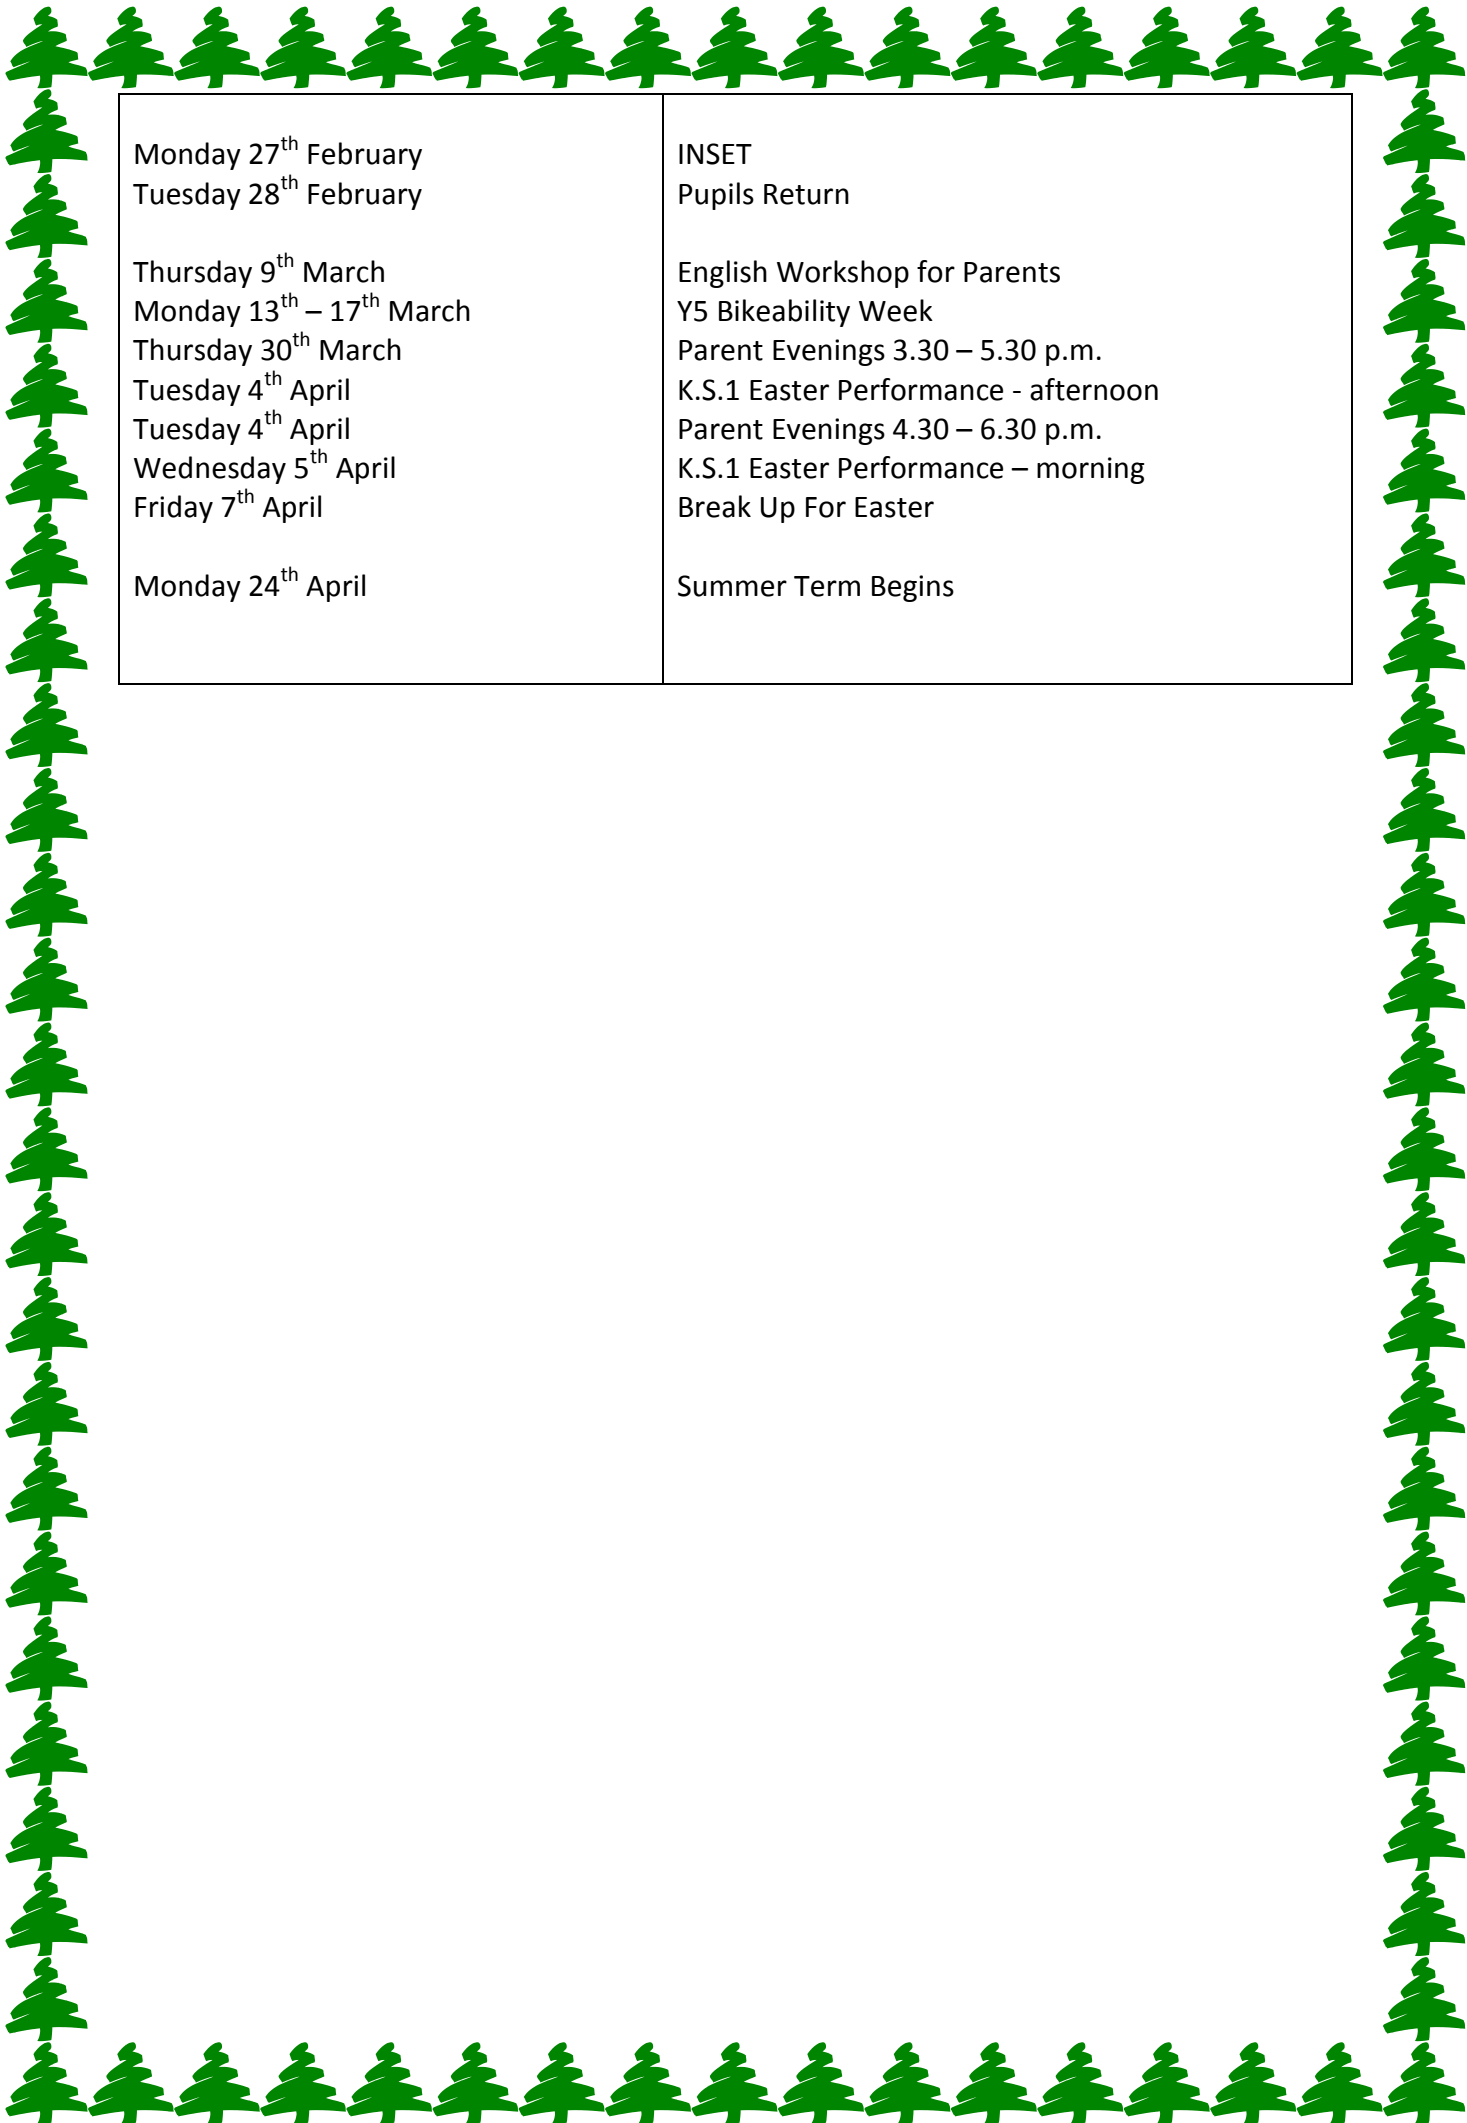 Monday 27th February INSET
Tuesday 28th February Pupils Return
Thursday 9th March English Workshop for Parents
Monday 13th – 17th March Y5 Bikeability Week
Thursday 30th March Parent Evenings 3.30 – 5.30 p.m.
Tuesday 4th April K.S.1 Easter Performance - afternoon
Tuesday 4th April Parent Evenings 4.30 – 6.30 p.m.
Wednesday 5th April K.S.1 Easter Performance – morning
Friday 7th April Break Up For Easter
Monday 24th April Summer Term Begins